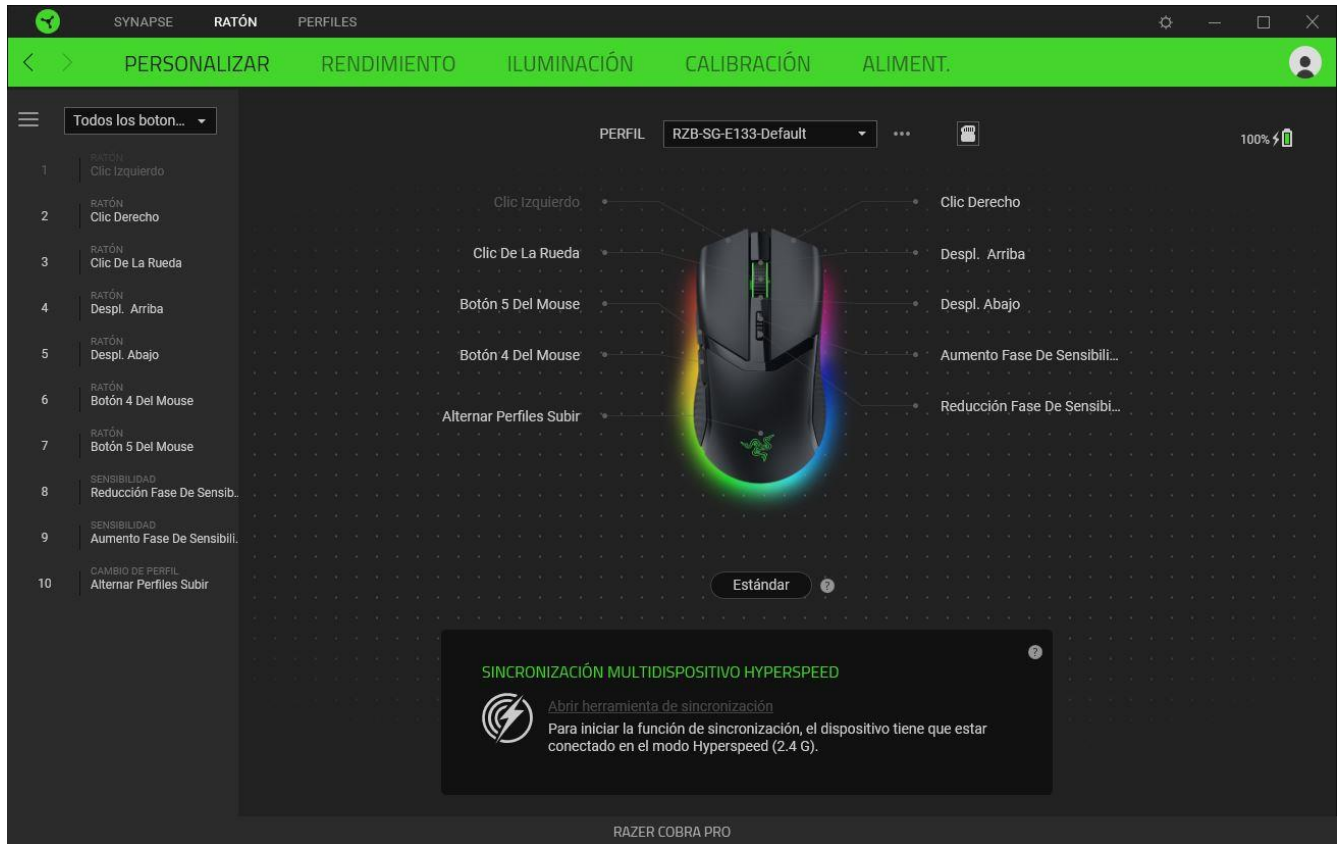 SYNAPSE RATÓN PERFILES
PERSONALIZAR RENDIMIENTO ILUMINACIÓN CALIBRACIÓN ALIMENT.
Todos los boton...
PERFIL RZB-SG-E133-Default
100%
1 RATÓN
Clic Izquierdo
2 RATÓN
Clic Derecho
3 RATÓN
Clic De La Rueda
4 RATÓN
Despl. Arriba
5 RATÓN
Despl. Abajo
6 RATÓN
Botón 4 Del Mouse
7 RATÓN
Botón 5 Del Mouse
8 SENSIBILIDAD
Reducción Fase De Sensib..
9 SENSIBILIDAD
Aumento Fase De Sensibili.
10 CAMBIO DE PERFIL
Alternar Perfiles Subir
Clic Izquierdo
Clic De La Rueda
Botón 5 Del Mouse
Botón 4 Del Mouse
Alternar Perfiles Subir
Clic Derecho
Despl. Arriba
Despl. Abajo
Aumento Fase De Sensibili...
Reducción Fase De Sensibi...
Estándar ?
?
SINCRONIZACIÓN MULTIDISPOSITIVO HYPERSPEED
Abrir herramienta de sincronización
Para iniciar la función de sincronización, el dispositivo tiene que estar
conectado en el modo Hyperspeed (2.4 G).
RAZER COBRA PRO